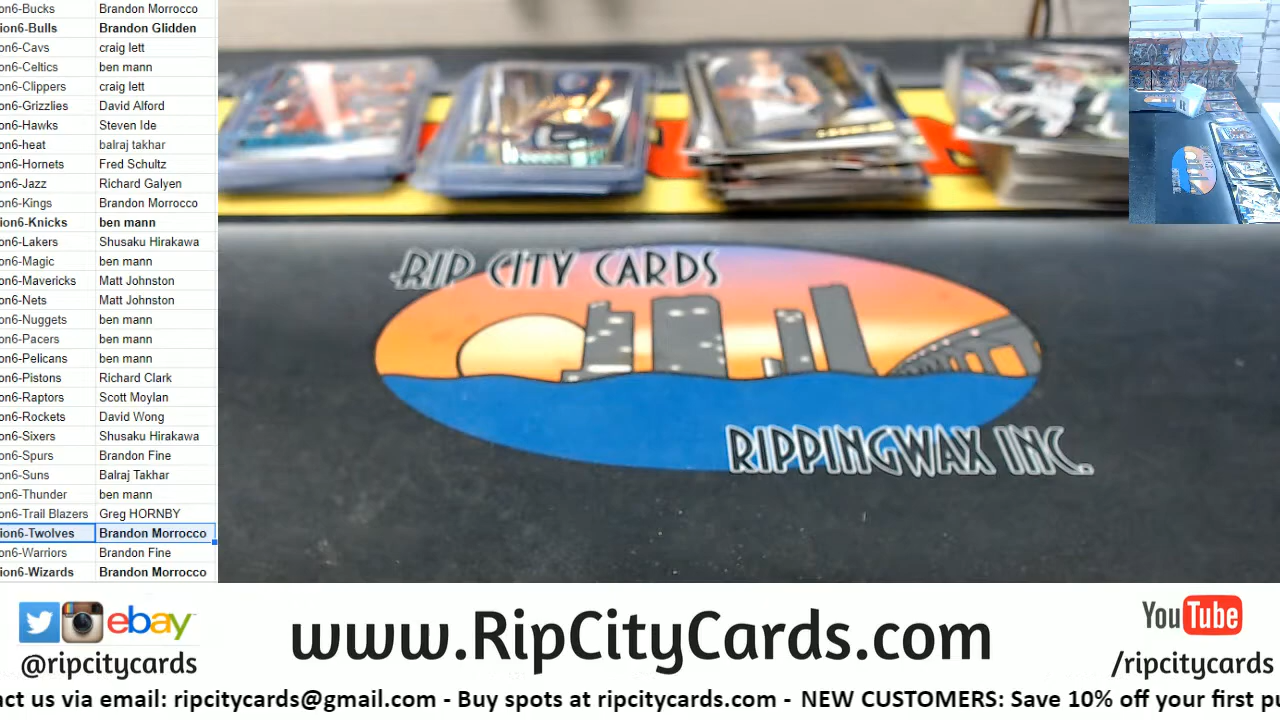 on6-Bucks Brandon Morrocco
ion6-Bulls Brandon Glidden
on6-Cavs craig lett
on6-Celtics ben mann
on6-Clippers craig lett
on6-Grizzlies David Alford
on6-Hawks Steven Ide
on6-heat balraj takhar
on6-Hornets Fred Schultz
on6-Jazz Richard Galyen
on6-Kings Brandon Morrocco
ion6-Knicks ben mann
on6-Lakers Shusaku Hirakawa
on6-Magic ben mann
on6-Mavericks Matt Johnston
on6-Nets Matt Johnston
on6-Nuggets ben mann
on6-Pacers ben mann
on6-Pelicans ben mann
on6-Pistons Richard Clark
on6-Raptors Scott Moylan
on6-Rockets David Wong
on6-Sixers Shusaku Hirakawa
on6-Spurs Brandon Fine
on6-Suns Balraj Takhar
on6-Thunder ben mann
on6-Trail Blazers Greg HORNBY
ion6-Twolves Brandon Morrocco
on6-Warriors Brandon Fine
ion6-Wizards Brandon Morrocco
RIP CITY CARDS
RIPPINGWAX INC.
ebay
@ripcitycards
www.RipCityCards.com
YouTube
/ripcitycards
act us via email: ripcitycards@gmail.com - Buy spots at ripcitycards.com - NEW CUSTOMERS: Save 10% off your first pu